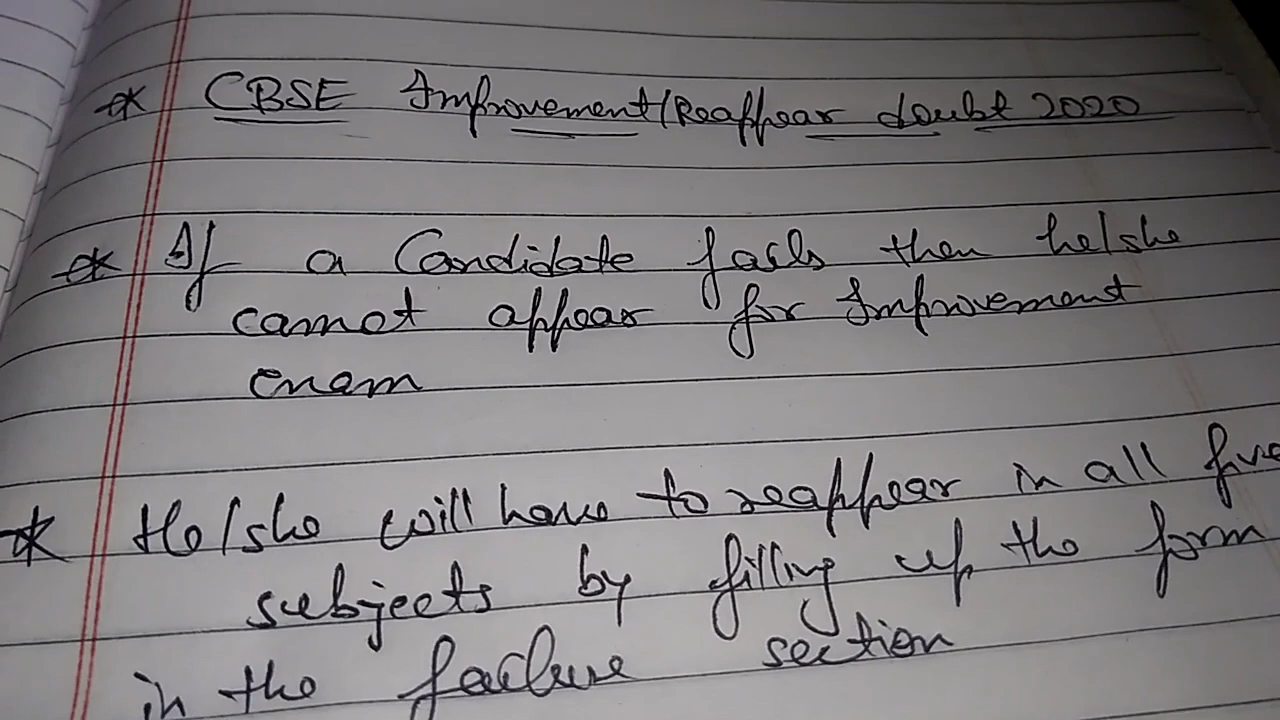 * CBSE Improvement/Reappear doubt 2020
* If a Candidate fails then he/she
cannot appear for Improvement
exam
* He/she will have to reappear in all five
subjects by filling up the form
in the failure section